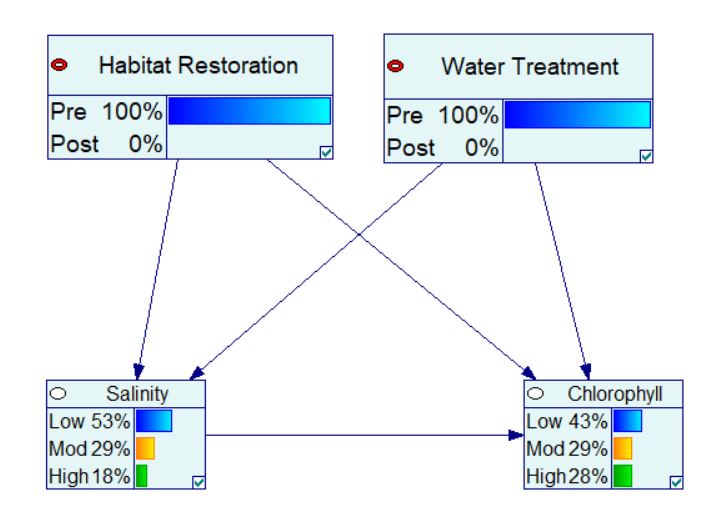 Habitat Restoration
Pre 100%
Post 0%
Water Treatment
Pre 100%
Post 0%
Salinity
Low 53%
Mod 29%
High 18%
Chlorophyll
Low 43%
Mod 29%
High 28%